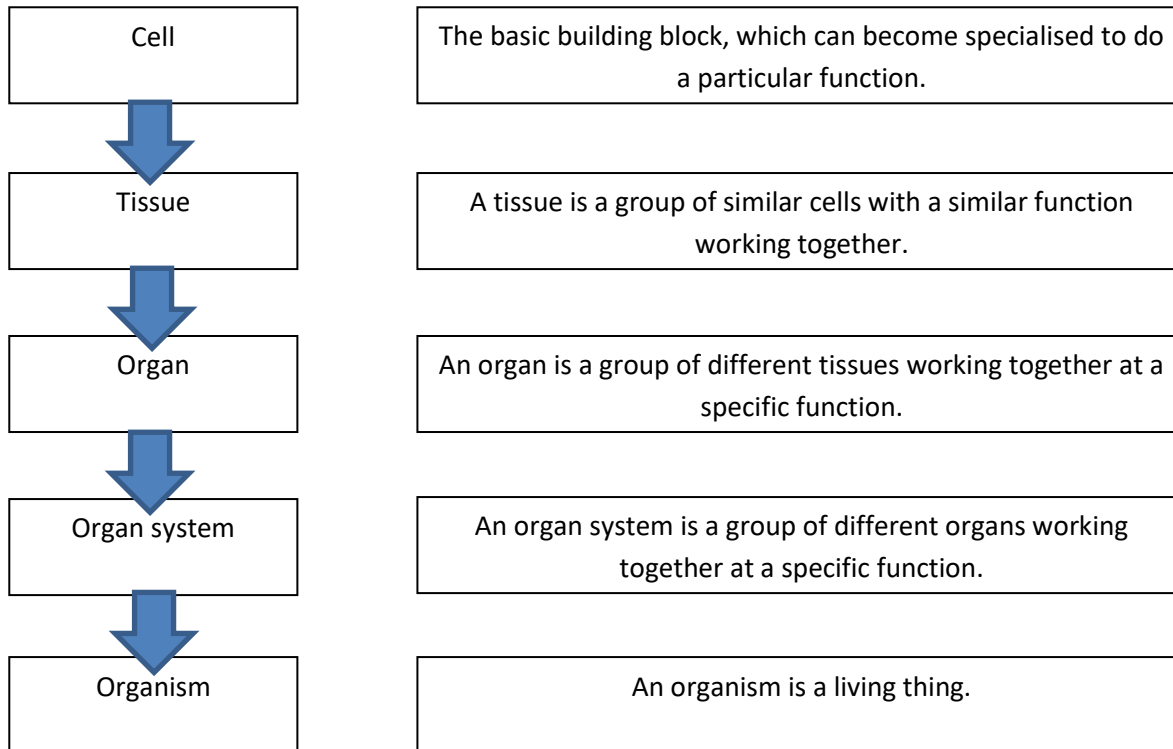 Cell
The basic building block, which can become specialised to do
a particular function.
Tissue
A tissue is a group of similar cells with a similar function
working together.
Organ
An organ is a group of different tissues working together at a
specific function.
Organ system
An organ system is a group of different organs working
together at a specific function.
Organism
An organism is a living thing.